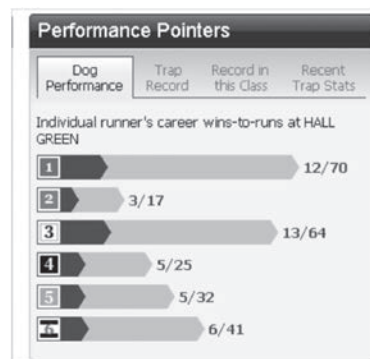 Performance Pointers
Dog Performance
Trap Record
Record in this Class
Recent Trap Stats
Individual runner's career wins-to-runs at HALL
GREEN
1 12/70
2 3/17
3 13/64
4 5/25
5 5/32
6 6/41